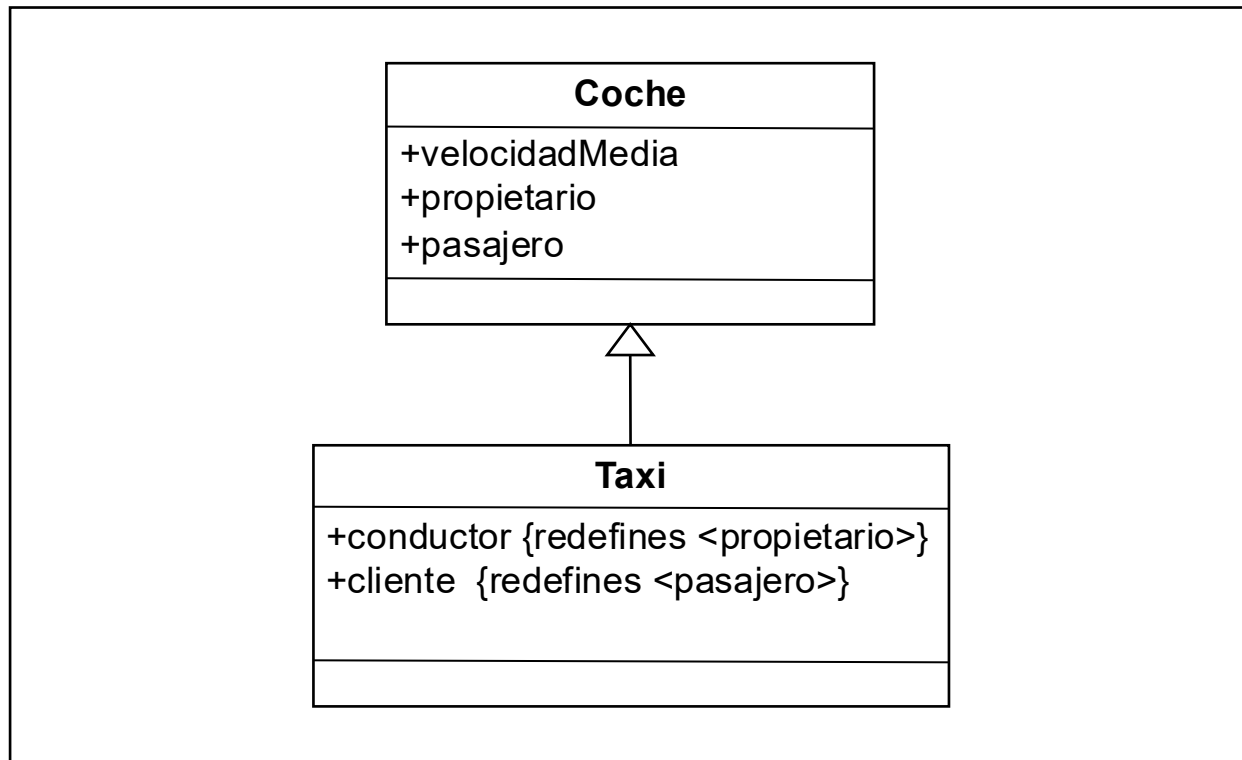 Coche
+velocidadMedia
+propietario
+pasajero
Taxi
+conductor {redefines <propietario>}
+cliente  {redefines <pasajero>}